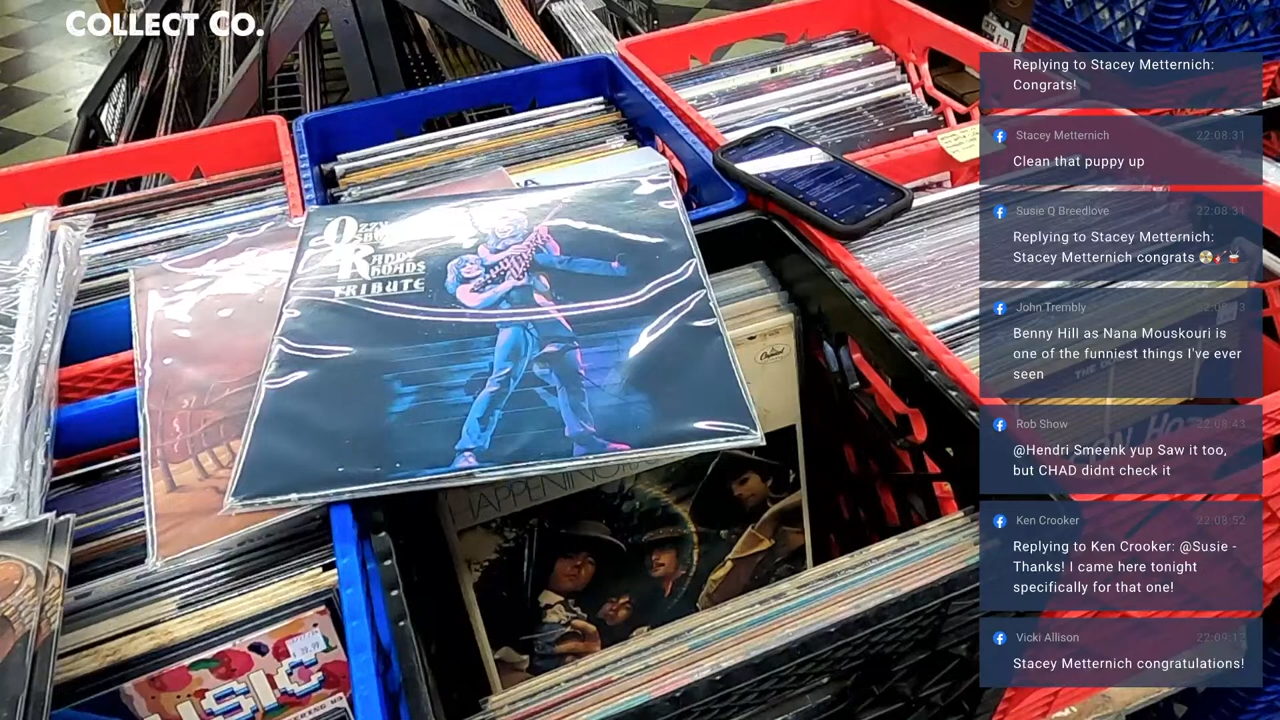 COLLECT CO.
OZZY
OSBOURNE
RANDY
RHOADS
TRIBUTE
Capitol
HAPPENING
Replying to Stacey Metternich:
Congrats!
Stacey Metternich 22:08:31
Clean that puppy up
Susie Q Breedlove 22:08:31
Replying to Stacey Metternich:
Stacey Metternich congrats
John Trembly
Benny Hill as Nana Mouskouri is
one of the funniest things I've ever
seen
Rob Show 22:08:43
@Hendri Smeenk yup Saw it too,
but CHAD didnt check it
Ken Crooker 22:08:52
Replying to Ken Crooker: @Susie -
Thanks! I came here tonight
specifically for that one!
Vicki Allison 22:09:12
Stacey Metternich congratulations!